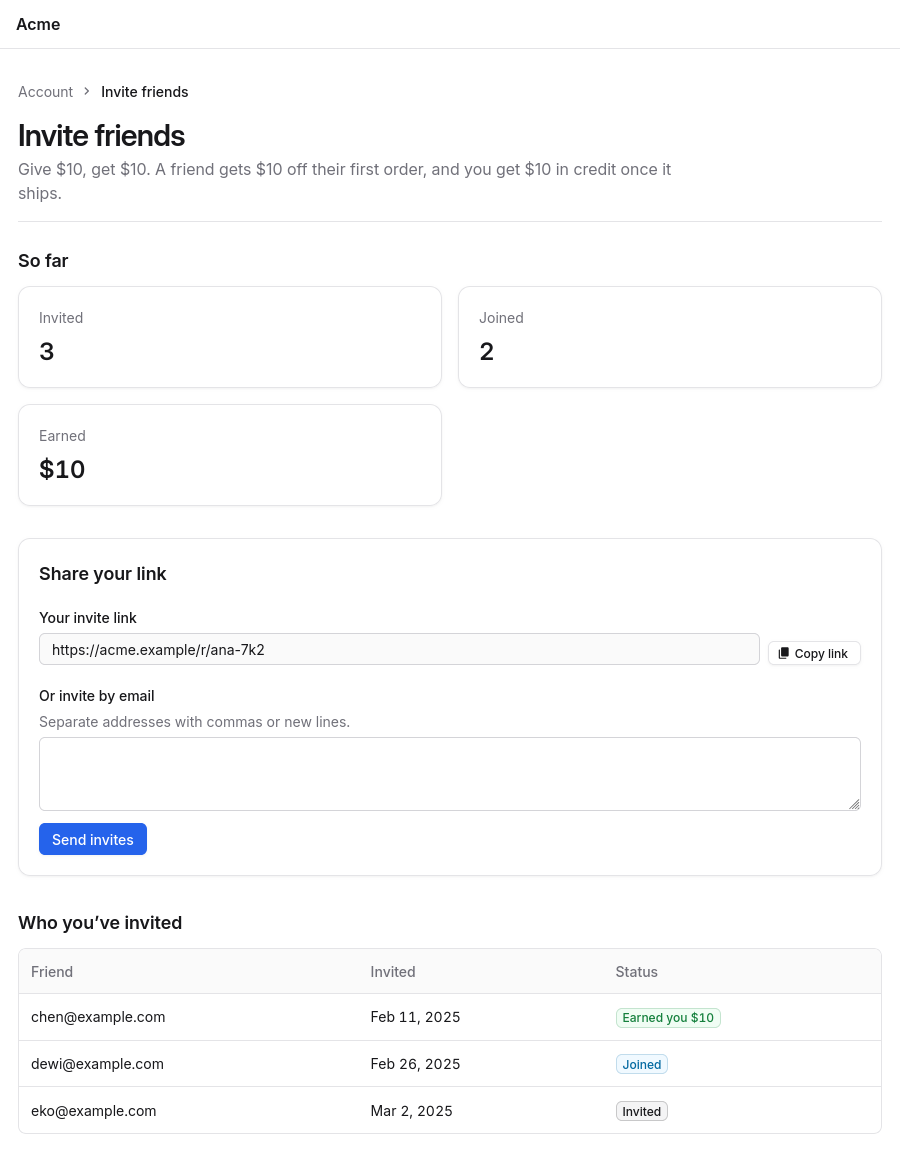 Acme
Account
Invite friends
Invite friends
Give $10, get $10. A friend gets $10 off their first order, and you get $10 in credit once it
ships.
So far
Invited
3
Joined
2
Earned
$10
Share your link
Your invite link
https://acme.example/r/ana-7k2
Copy link
Or invite by email
Separate addresses with commas or new lines.
Send invites
Who you’ve invited
Friend Invited Status
chen@example.com Feb 11, 2025 Earned you $10
dewi@example.com Feb 26, 2025 Joined
eko@example.com Mar 2, 2025 Invited